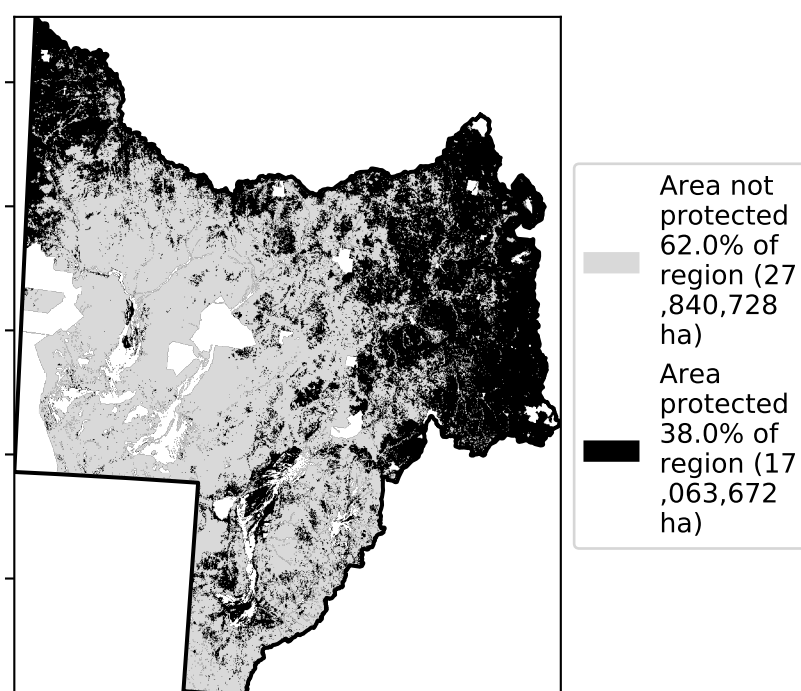 Area not
protected
62.0% of
region (27
,840,728
ha)
Area
protected
38.0% of
region (17
,063,672
ha)